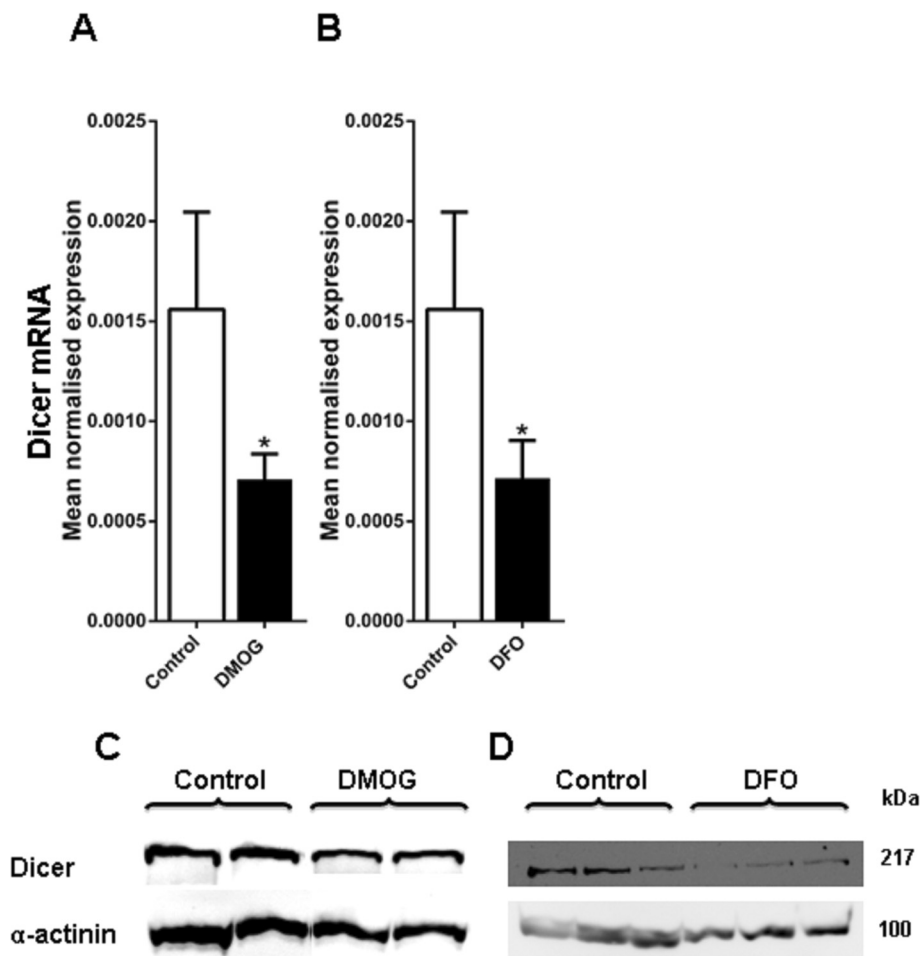 A
B
Dicer mRNA
Mean normalised expression
0.0025
0.0020
0.0015
0.0010
0.0005
0.0000
*
Control
DMOG
Mean normalised expression
0.0025
0.0020
0.0015
0.0010
0.0005
0.0000
*
Control
DFO
C
D
Control DMOG
Control DFO
kDa
Dicer
217
α-actinin
100